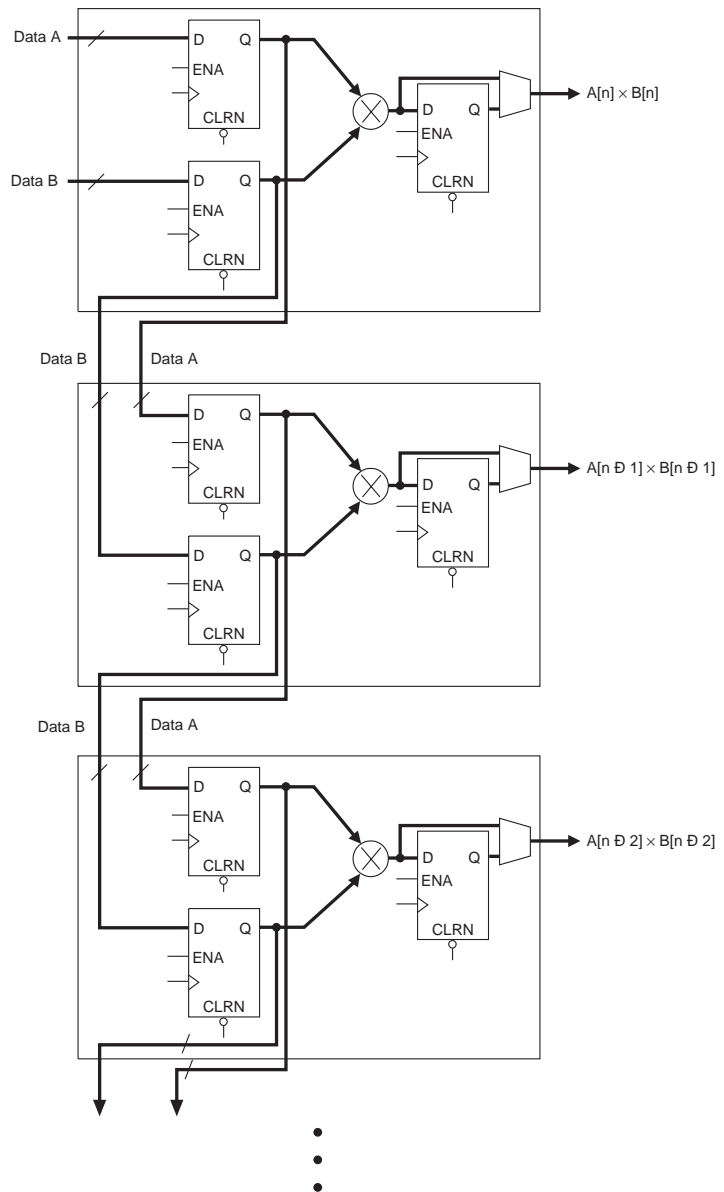 Data A
D Q
ENA
CLRN
D Q
ENA
CLRN
A[n] × B[n]
Data B
D Q
ENA
CLRN
Data B
Data A
D Q
ENA
CLRN
D Q
ENA
CLRN
A[n Ð 1] × B[n Ð 1]
D Q
ENA
CLRN
Data B
Data A
D Q
ENA
CLRN
D Q
ENA
CLRN
A[n Ð 2] × B[n Ð 2]
D Q
ENA
CLRN